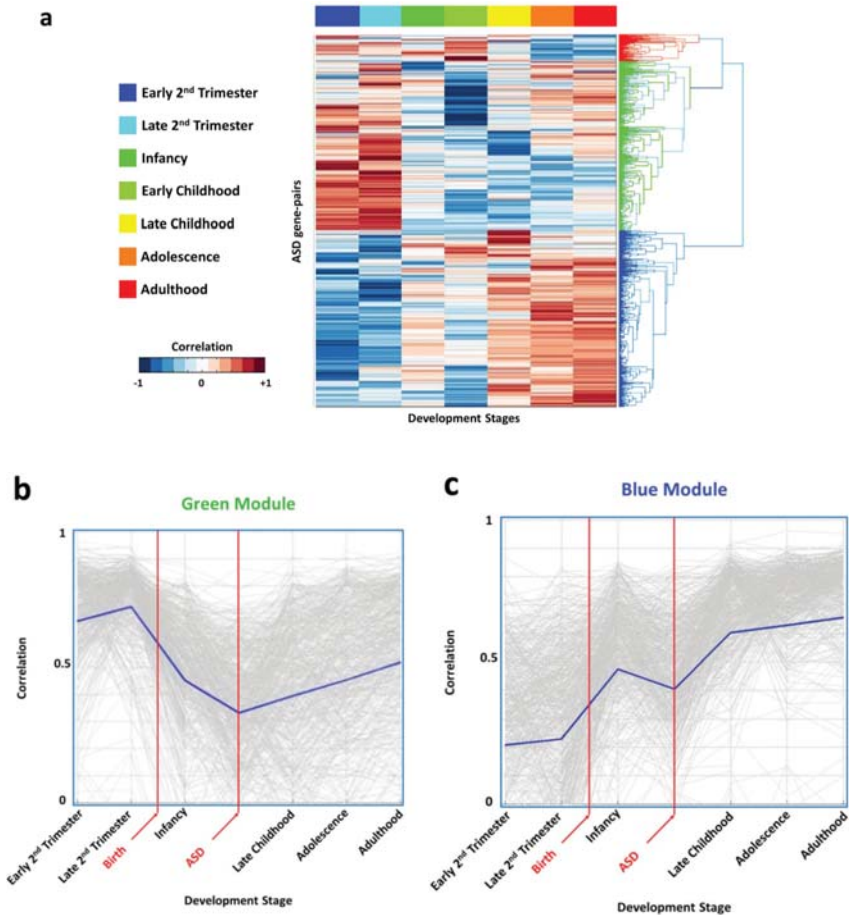 a
Early 2nd Trimester
Late 2nd Trimester
Infancy
Early Childhood
Late Childhood
Adolescence
Adulthood
Correlation
-1 0 +1
ASD gene-pairs
Development Stages
b
Green Module
1
0.5
0
Correlation
Early 2nd Trimester
Late 2nd Trimester
Birth
Infancy
ASD
Late Childhood
Adolescence
Adulthood
Development Stage
c
Blue Module
1
0.5
0
Correlation
Early 2nd Trimester
Late 2nd Trimester
Birth
Infancy
ASD
Late Childhood
Adolescence
Adulthood
Development Stage